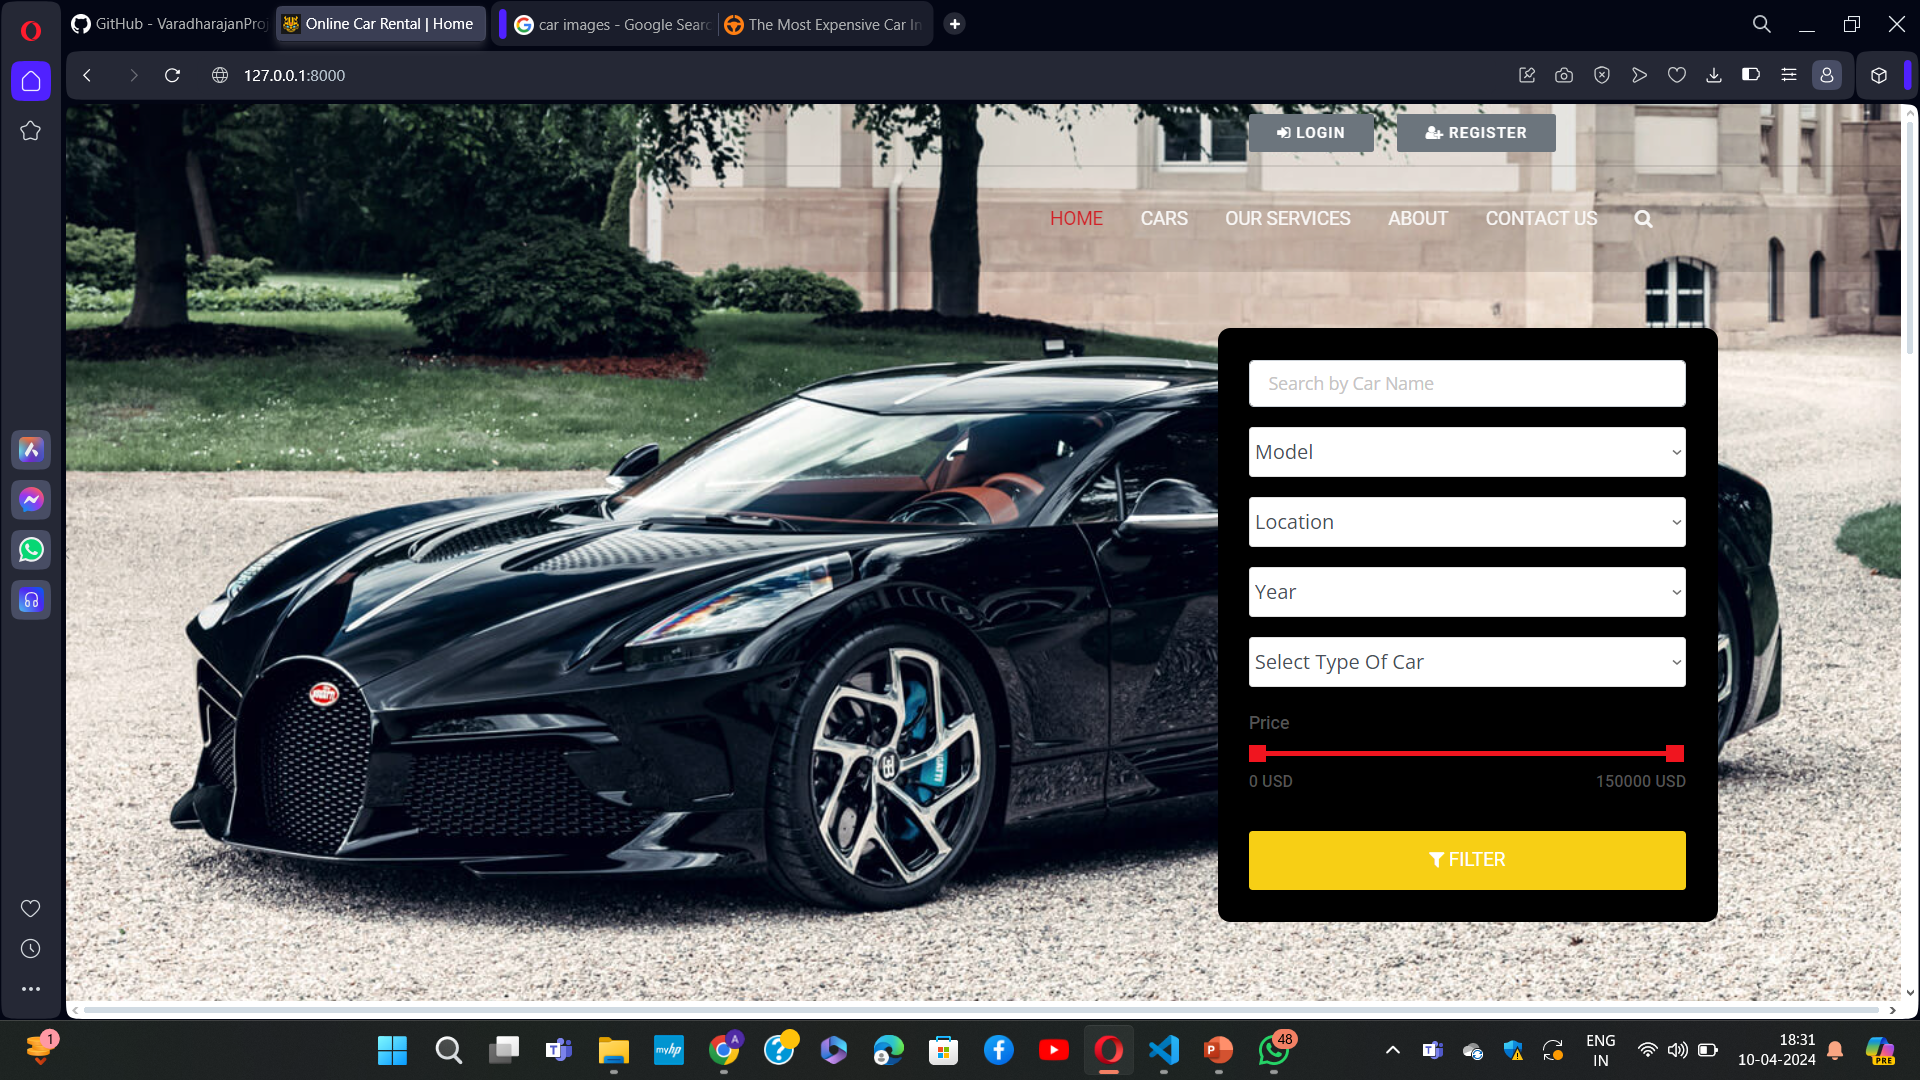 GitHub - VaradharajanProj
Online Car Rental | Home
car images - Google Searc
The Most Expensive Car In
127.0.0.1:8000
LOGIN
REGISTER
HOME
CARS
OUR SERVICES
ABOUT
CONTACT US
Search by Car Name
Model
Location
Year
Select Type Of Car
Price
0 USD
150000 USD
FILTER
1
myhp
A
48
ENG
IN
18:31
10-04-2024
PRE